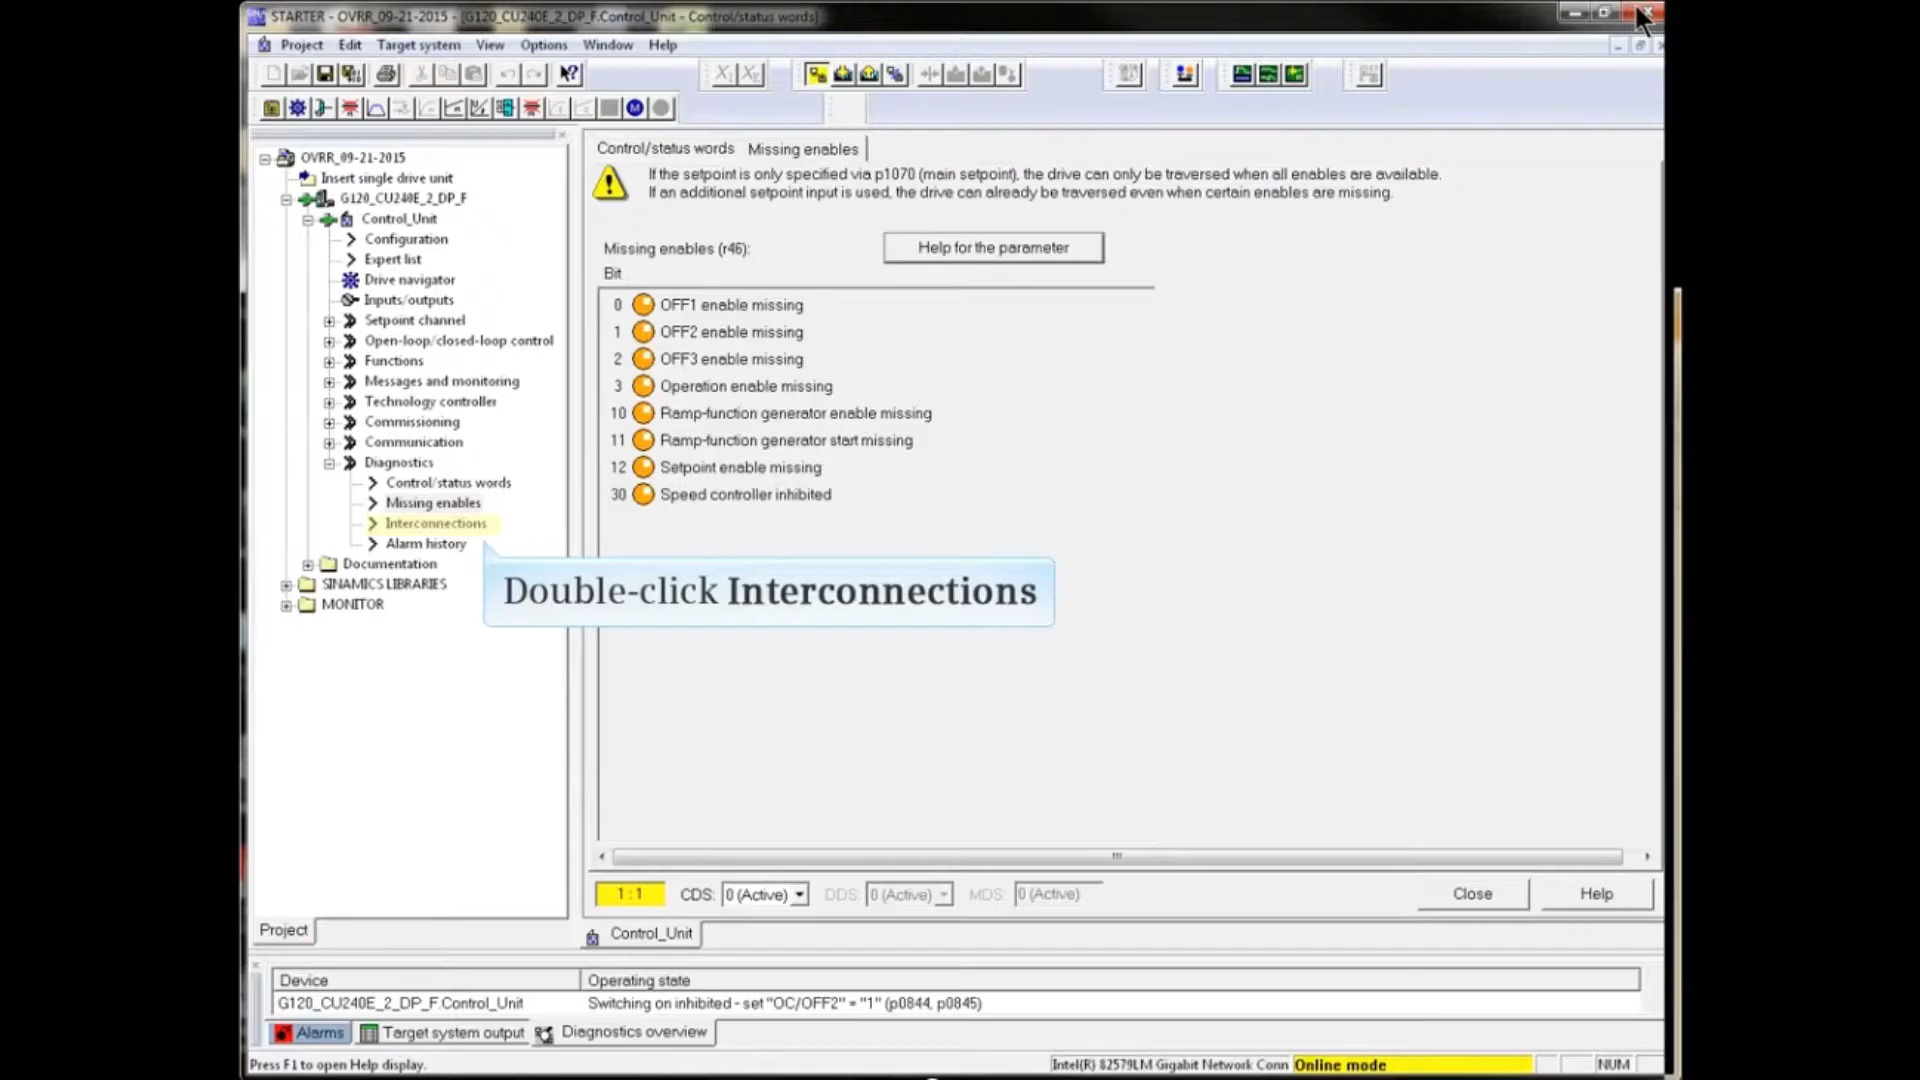 STARTER - OVRR_09-21-2015 - [G120_CU240E_2_DP_F.Control_Unit - Control/status words]
Project Edit Target system View Options Window Help
OVRR_09-21-2015
Insert single drive unit
G120_CU240E_2_DP_F
Control_Unit
Configuration
Expert list
Drive navigator
Inputs/outputs
Setpoint channel
Open-loop/closed-loop control
Functions
Messages and monitoring
Technology controller
Commissioning
Communication
Diagnostics
Control/status words
Missing enables
Interconnections
Alarm history
Documentation
SINAMICS LIBRARIES
MONITOR
Project
Control/status words Missing enables
If the setpoint is only specified via p1070 (main setpoint), the drive can only be traversed when all enables are available.
If an additional setpoint input is used, the drive can already be traversed even when certain enables are missing.
Missing enables (r46): Help for the parameter
Bit
0 OFF1 enable missing
1 OFF2 enable missing
2 OFF3 enable missing
3 Operation enable missing
10 Ramp-function generator enable missing
11 Ramp-function generator start missing
12 Setpoint enable missing
30 Speed controller inhibited
Double-click Interconnections
1:1 CDS: 0 (Active) DDS: 0 (Active) MDS: 0 (Active) Close Help
Control_Unit
Device Operating state
G120_CU240E_2_DP_F.Control_Unit Switching on inhibited - set "OC/OFF2" = "1" (p0844, p0845)
Alarms Target system output Diagnostics overview
Press F1 to open Help display. Intel(R) 82579LM Gigabit Network Conn Online mode NUM